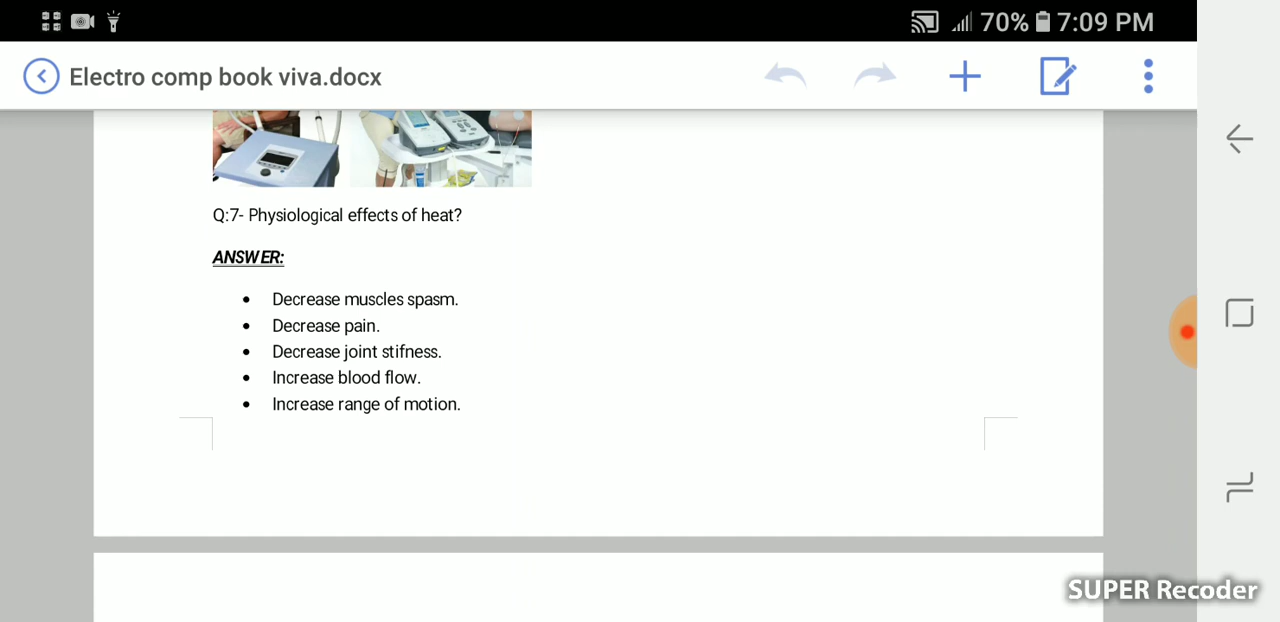 70% 7:09 PM
Electro comp book viva.docx
Q:7- Physiological effects of heat?
ANSWER:
• Decrease muscles spasm.
• Decrease pain.
• Decrease joint stifness.
• Increase blood flow.
• Increase range of motion.
SUPER Recoder